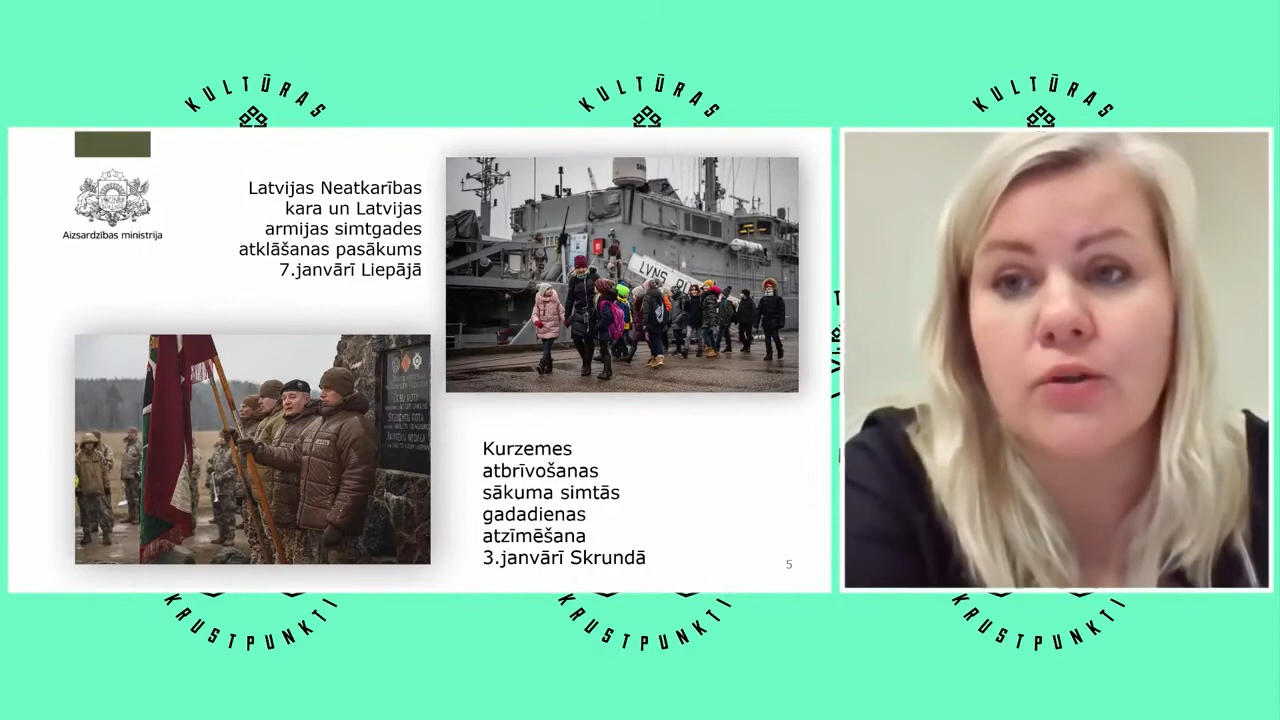 KULTŪRAS
KULTŪRAS
KULTŪRAS
Aizsardzības ministrija
Latvijas Neatkarības
kara un Latvijas
armijas simtgades
atklāšanas pasākums
7.janvārī Liepājā
LVNS
Kurzemes
atbrīvošanas
sākuma simtās
gadadienas
atzīmēšana
3.janvārī Skrundā
5
KRUSTPUNKTI
KRUSTPUNKTI
KRUSTPUNKTI